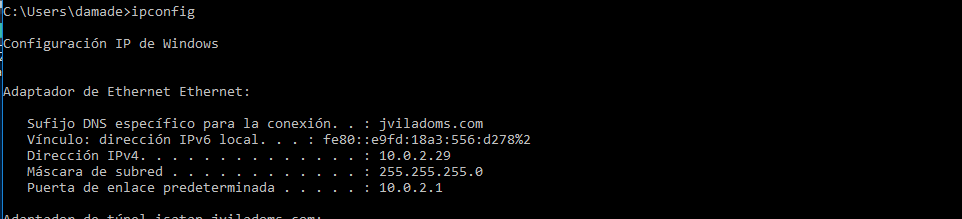 C:\Users\damade>ipconfig
Configuración IP de Windows
Adaptador de Ethernet Ethernet:
Sufijo DNS específico para la conexión. . : jviladoms.com
Vínculo: dirección IPv6 local. . . : fe80::e9fd:18a3:556:d278%2
Dirección IPv4. . . . . . . . . . . . . . : 10.0.2.29
Máscara de subred . . . . . . . . . . . . : 255.255.255.0
Puerta de enlace predeterminada . . . . . : 10.0.2.1
Adaptador de túnel isatap.jviladoms.com: